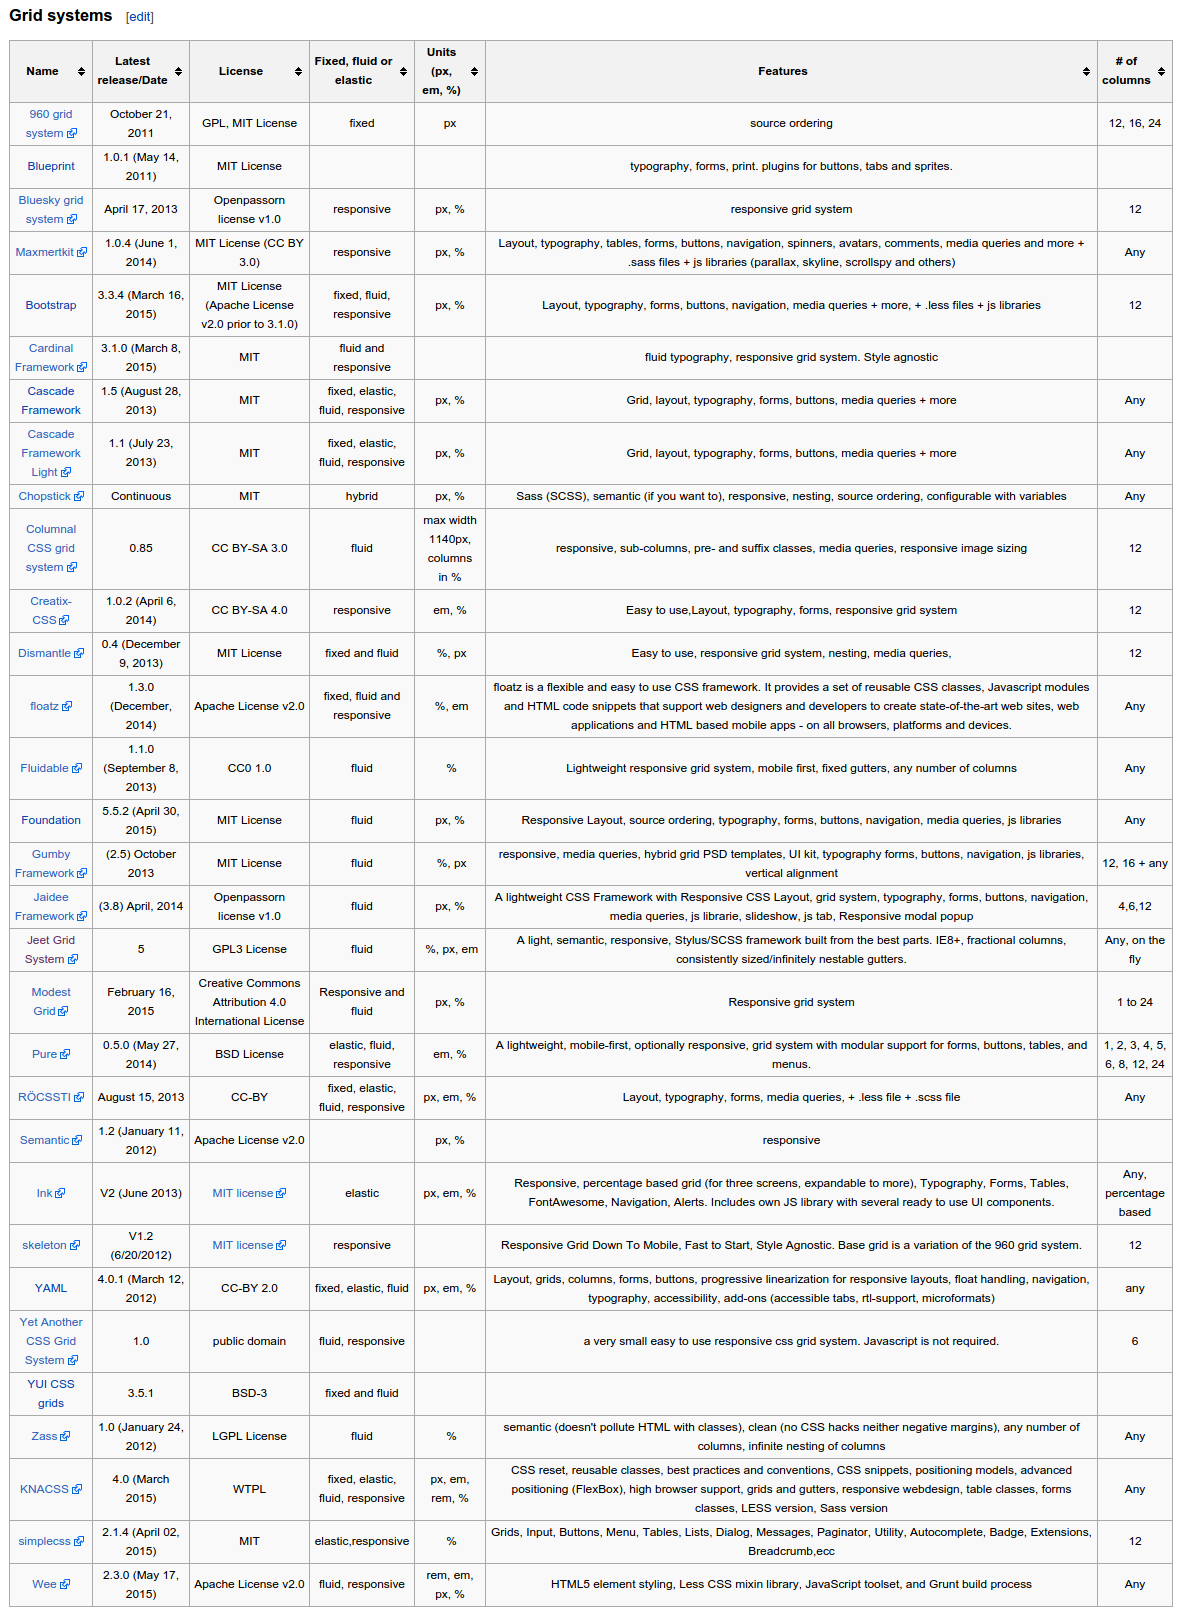 Grid systems [edit]
Name
Latest
release/Date
License
Fixed, fluid or
elastic
Units
(px,
em, %)
Features
# of
columns
960 grid
system
October 21,
2011
GPL, MIT License
fixed
px
source ordering
12, 16, 24
Blueprint
1.0.1 (May 14,
2011)
MIT License
typography, forms, print. plugins for buttons, tabs and sprites.
Bluesky grid
system
April 17, 2013
Openpassorn
license v1.0
responsive
px, %
responsive grid system
12
Maxmertkit
1.0.4 (June 1,
2014)
MIT License (CC BY
3.0)
responsive
px, %
Layout, typography, tables, forms, buttons, navigation, spinners, avatars, comments, media queries and more +
.sass files + js libraries (parallax, skyline, scrollspy and others)
Any
Bootstrap
3.3.4 (March 16,
2015)
MIT License
(Apache License
v2.0 prior to 3.1.0)
fixed, fluid,
responsive
px, %
Layout, typography, forms, buttons, navigation, media queries + more, + .less files + js libraries
12
Cardinal
Framework
3.1.0 (March 8,
2015)
MIT
fluid and
responsive
fluid typography, responsive grid system. Style agnostic
Cascade
Framework
1.5 (August 28,
2013)
MIT
fixed, elastic,
fluid, responsive
px, %
Grid, layout, typography, forms, buttons, media queries + more
Any
Cascade
Framework
Light
1.1 (July 23,
2013)
MIT
fixed, elastic,
fluid, responsive
px, %
Grid, layout, typography, forms, buttons, media queries + more
Any
Chopstick
Continuous
MIT
hybrid
px, %
Sass (SCSS), semantic (if you want to), responsive, nesting, source ordering, configurable with variables
Any
Columnal
CSS grid
system
0.85
CC BY-SA 3.0
fluid
max width
1140px,
columns
in %
responsive, sub-columns, pre- and suffix classes, media queries, responsive image sizing
12
Creatix-
CSS
1.0.2 (April 6,
2014)
CC BY-SA 4.0
responsive
em, %
Easy to use,Layout, typography, forms, responsive grid system
12
Dismantle
0.4 (December
9, 2013)
MIT License
fixed and fluid
%, px
Easy to use, responsive grid system, nesting, media queries,
12
floatz
1.3.0
(December,
2014)
Apache License v2.0
fixed, fluid and
responsive
%, em
floatz is a flexible and easy to use CSS framework. It provides a set of reusable CSS classes, Javascript modules
and HTML code snippets that support web designers and developers to create state-of-the-art web sites, web
applications and HTML based mobile apps - on all browsers, platforms and devices.
Any
Fluidable
1.1.0
(September 8,
2013)
CC0 1.0
fluid
%
Lightweight responsive grid system, mobile first, fixed gutters, any number of columns
Any
Foundation
5.5.2 (April 30,
2015)
MIT License
fluid
px, %
Responsive Layout, source ordering, typography, forms, buttons, navigation, media queries, js libraries
Any
Gumby
Framework
(2.5) October
2013
MIT License
fluid
%, px
responsive, media queries, hybrid grid PSD templates, UI kit, typography forms, buttons, navigation, js libraries,
vertical alignment
12, 16 + any
Jaidee
Framework
(3.8) April, 2014
Openpassorn
license v1.0
fluid
px, %
A lightweight CSS Framework with Responsive CSS Layout, grid system, typography, forms, buttons, navigation,
media queries, js librarie, slideshow, js tab, Responsive modal popup
4,6,12
Jeet Grid
System
5
GPL3 License
fluid
%, px, em
A light, semantic, responsive, Stylus/SCSS framework built from the best parts. IE8+, fractional columns,
consistently sized/infinitely nestable gutters.
Any, on the
fly
Modest
Grid
February 16,
2015
Creative Commons
Attribution 4.0
International License
Responsive and
fluid
px, %
Responsive grid system
1 to 24
Pure
0.5.0 (May 27,
2014)
BSD License
elastic, fluid,
responsive
em, %
A lightweight, mobile-first, optionally responsive, grid system with modular support for forms, buttons, tables, and
menus.
1, 2, 3, 4, 5,
6, 8, 12, 24
RÖCSSTI
August 15, 2013
CC-BY
fixed, elastic,
fluid, responsive
px, em, %
Layout, typography, forms, media queries, + .less file + .scss file
Any
Semantic
1.2 (January 11,
2012)
Apache License v2.0
px, %
responsive
Ink
V2 (June 2013)
MIT license
elastic
px, em, %
Responsive, percentage based grid (for three screens, expandable to more), Typography, Forms, Tables,
FontAwesome, Navigation, Alerts. Includes own JS library with several ready to use UI components.
Any,
percentage
based
skeleton
V1.2
(6/20/2012)
MIT license
responsive
Responsive Grid Down To Mobile, Fast to Start, Style Agnostic. Base grid is a variation of the 960 grid system.
12
YAML
4.0.1 (March 12,
2012)
CC-BY 2.0
fixed, elastic, fluid
px, em, %
Layout, grids, columns, forms, buttons, progressive linearization for responsive layouts, float handling, navigation,
typography, accessibility, add-ons (accessible tabs, rtl-support, microformats)
any
Yet Another
CSS Grid
System
1.0
public domain
fluid, responsive
a very small easy to use responsive css grid system. Javascript is not required.
6
YUI CSS
grids
3.5.1
BSD-3
fixed and fluid
Zass
1.0 (January 24,
2012)
LGPL License
fluid
%
semantic (doesn't pollute HTML with classes), clean (no CSS hacks neither negative margins), any number of
columns, infinite nesting of columns
Any
KNACSS
4.0 (March
2015)
WTPL
fixed, elastic,
fluid, responsive
px, em,
rem, %
CSS reset, reusable classes, best practices and conventions, CSS snippets, positioning models, advanced
positioning (FlexBox), high browser support, grids and gutters, responsive webdesign, table classes, forms
classes, LESS version, Sass version
Any
simplecss
2.1.4 (April 02,
2015)
MIT
elastic,responsive
%
Grids, Input, Buttons, Menu, Tables, Lists, Dialog, Messages, Paginator, Utility, Autocomplete, Badge, Extensions,
Breadcrumb,ecc
12
Wee
2.3.0 (May 17,
2015)
Apache License v2.0
fluid, responsive
rem, em,
px, %
HTML5 element styling, Less CSS mixin library, JavaScript toolset, and Grunt build process
Any